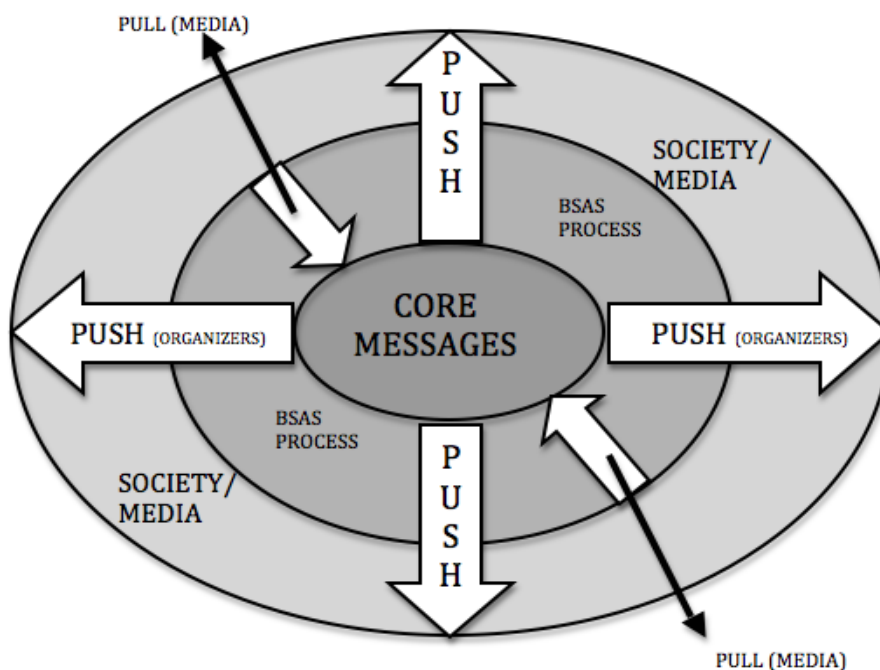 PULL (MEDIA)
P
U
S
H
SOCIETY/
MEDIA
BSAS
PROCESS
CORE
MESSAGES
PUSH (ORGANIZERS)
PUSH (ORGANIZERS)
BSAS
PROCESS
P
U
S
H
SOCIETY/
MEDIA
PULL (MEDIA)